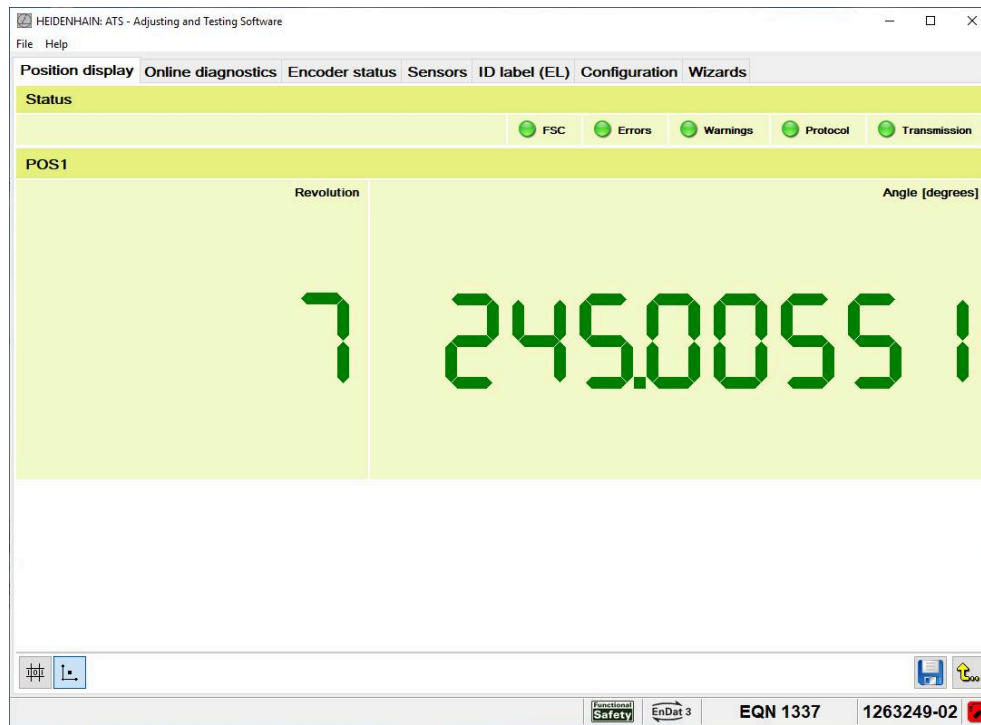 HEIDENHAIN: ATS - Adjusting and Testing Software
File Help
Position display Online diagnostics Encoder status Sensors ID label (EL) Configuration Wizards
Status
FSC Errors Warnings Protocol Transmission
POS1
Revolution Angle [degrees]
7 245.00551
Functional Safety EnDat 3 EQN 1337 1263249-02